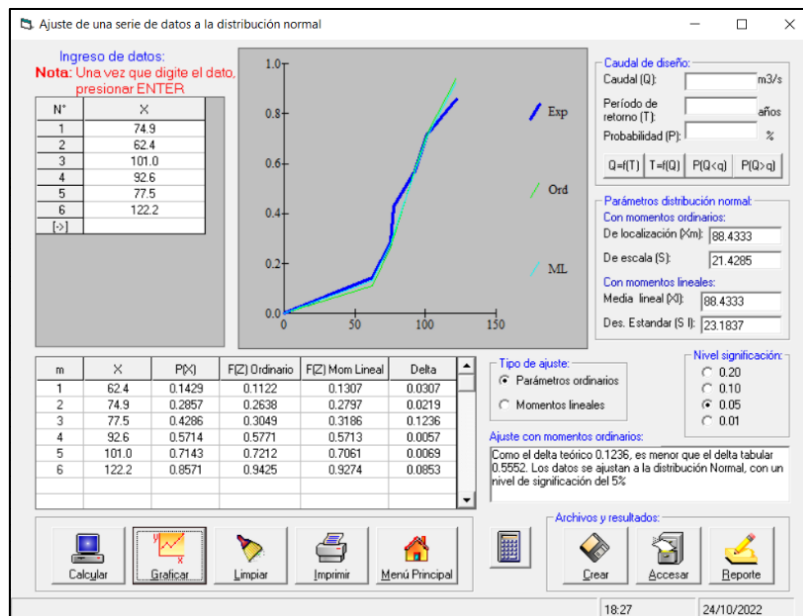 Ajuste de una serie de datos a la distribución normal
Ingreso de datos:
Nota: Una vez que digite el dato,
presionar ENTER
N° X
1 74.9
2 62.4
3 101.0
4 92.6
5 77.5
6 122.2
[->]
1.0
0.8
0.6
0.4
0.2
0.0
0 50 100 150
Exp
Ord
ML
Caudal de diseño:
Caudal (Q): m3/s
Período de
retorno (T): años
Probabilidad (P): %
Q=f(T) T=f(Q) P(Q<q) P(Q>q)
Parámetros distribución normal:
Con momentos ordinarios:
De localización (Xm): 88.4333
De escala (S): 21.4285
Con momentos lineales:
Media lineal (Xl): 88.4333
Des. Estandar (S l): 23.1837
m X P(X) F(Z) Ordinario F(Z) Mom Lineal Delta
1 62.4 0.1429 0.1122 0.1307 0.0307
2 74.9 0.2857 0.2638 0.2797 0.0219
3 77.5 0.4286 0.3049 0.3186 0.1236
4 92.6 0.5714 0.5771 0.5713 0.0057
5 101.0 0.7143 0.7212 0.7061 0.0069
6 122.2 0.8571 0.9425 0.9274 0.0853
Tipo de ajuste:
Parámetros ordinarios
Momentos lineales
Nivel significación:
0.20
0.10
0.05
0.01
Ajuste con momentos ordinarios:
Como el delta teórico 0.1236, es menor que el delta tabular
0.5552. Los datos se ajustan a la distribución Normal, con un
nivel de significación del 5%
Calcular Graficar Limpiar Imprimir Menú Principal
Archivos y resultados:
Crear Accesar Reporte
18:27 24/10/2022